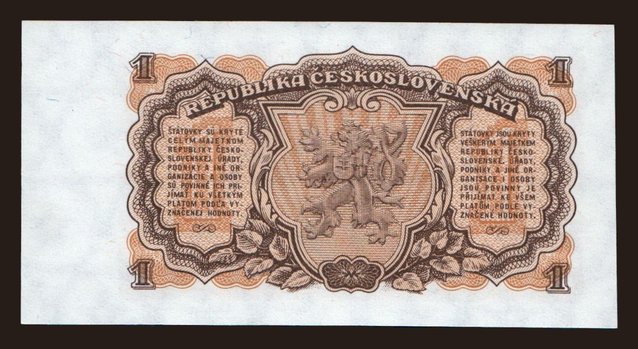 1
1
REPUBLIKA ČESKOSLOVENSKÁ
ŠTÁTOVKY SÚ KRYTÉ
CELÝM MAJETKOM
REPUBLIKY ČESKO-
SLOVENSKEJ. ÚRADY,
PODNIKY A INÉ OR-
GANIZÁCIE A OSOBY
SÚ POVINNÉ ICH PRI-
JÍMAŤ KU VŠETKÝM
PLATOM PODĽA VY-
ZNAČENEJ HODNOTY.
STÁTOVKY JSOU KRYTY
VEŠKERÝM MAJETKEM
REPUBLIKY ČESKO-
SLOVENSKÉ. ÚŘADY,
PODNIKY A JINÉ OR-
GANISACE I OSOBY
JSOU POVINNY JE
PŘIJÍMAT KE VŠEM
PLATŮM PODLE VY-
ZNAČENÉ HODNOTY.
1
1